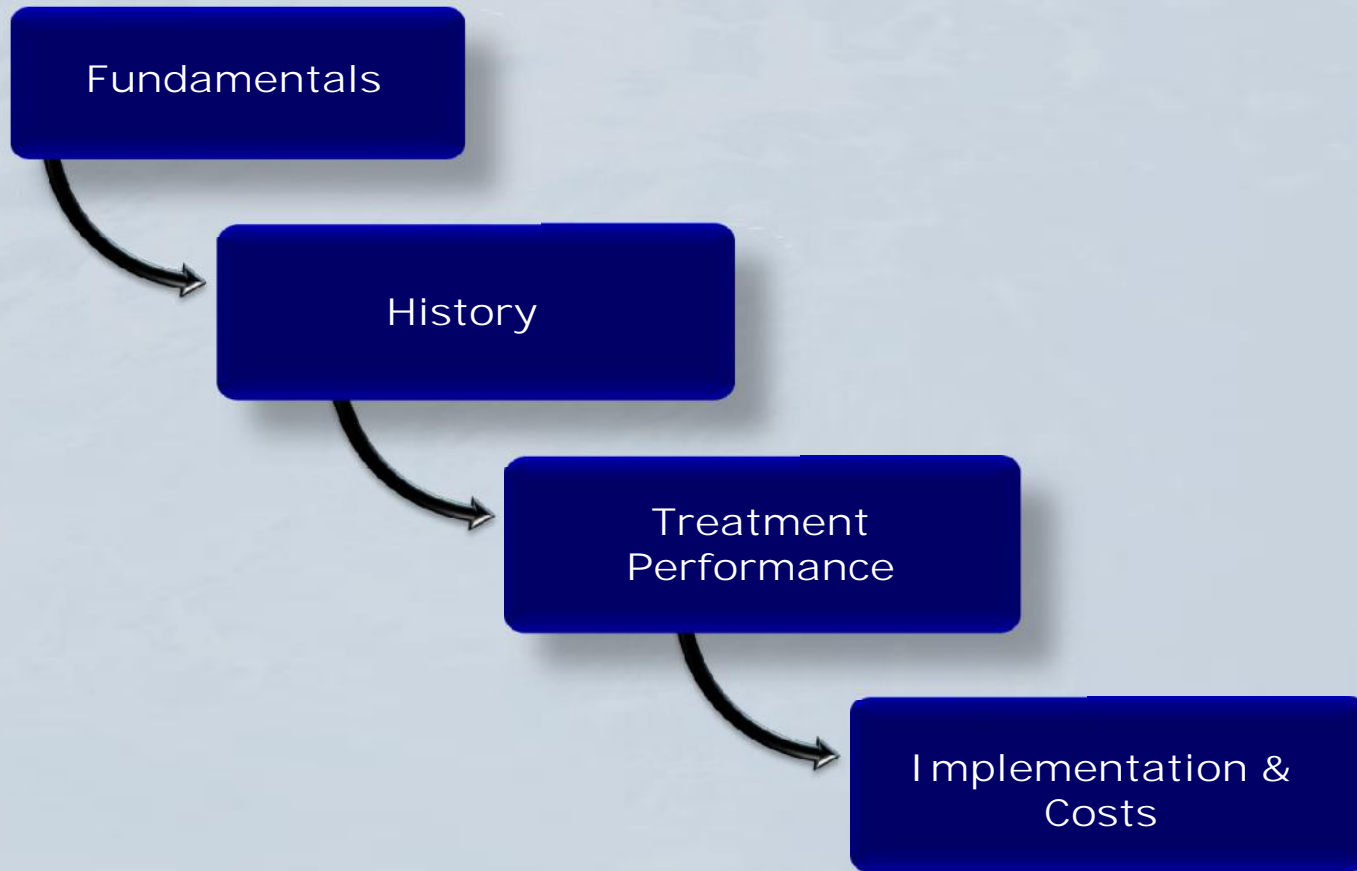 Fundamentals
History
Treatment
Performance
Implementation &
Costs